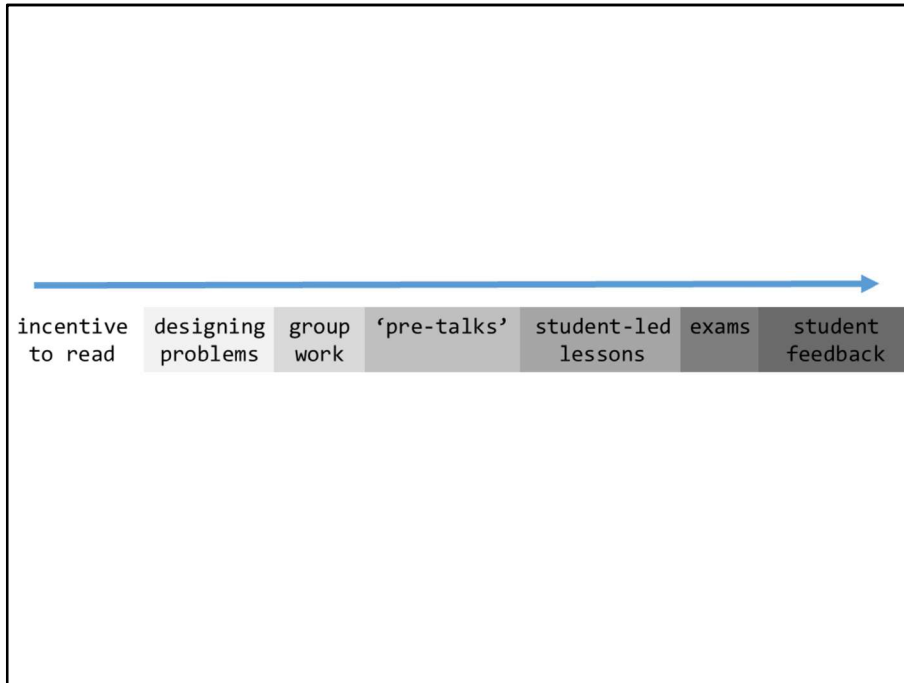 incentive to read
designing problems
group work
‘pre-talks’
student-led lessons
exams
student feedback